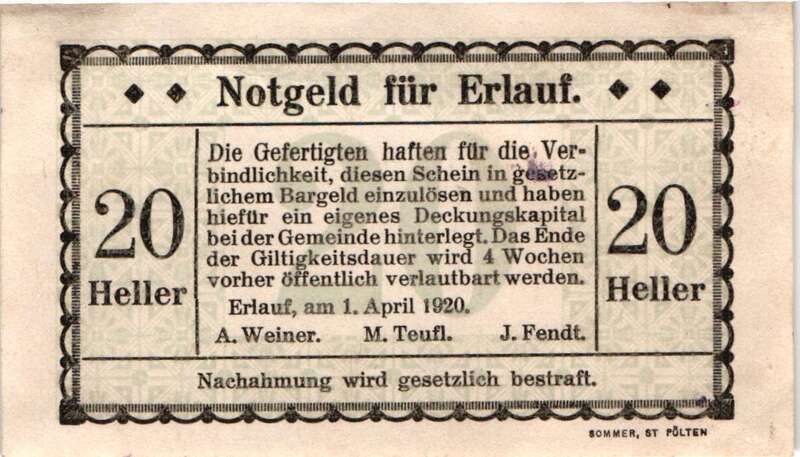 Notgeld für Erlauf.
20
Heller
Die Gefertigten haften für die Ver-
bindlichkeit, diesen Schein in gesetz-
lichem Bargeld einzulösen und haben
hiefür ein eigenes Deckungskapital
bei der Gemeinde hinterlegt. Das Ende
der Giltigkeitsdauer wird 4 Wochen
vorher öffentlich verlautbart werden.
Erlauf, am 1. April 1920.
A. Weiner. M. Teufl. J. Fendt.
20
Heller
Nachahmung wird gesetzlich bestraft.
SOMMER, ST PÖLTEN